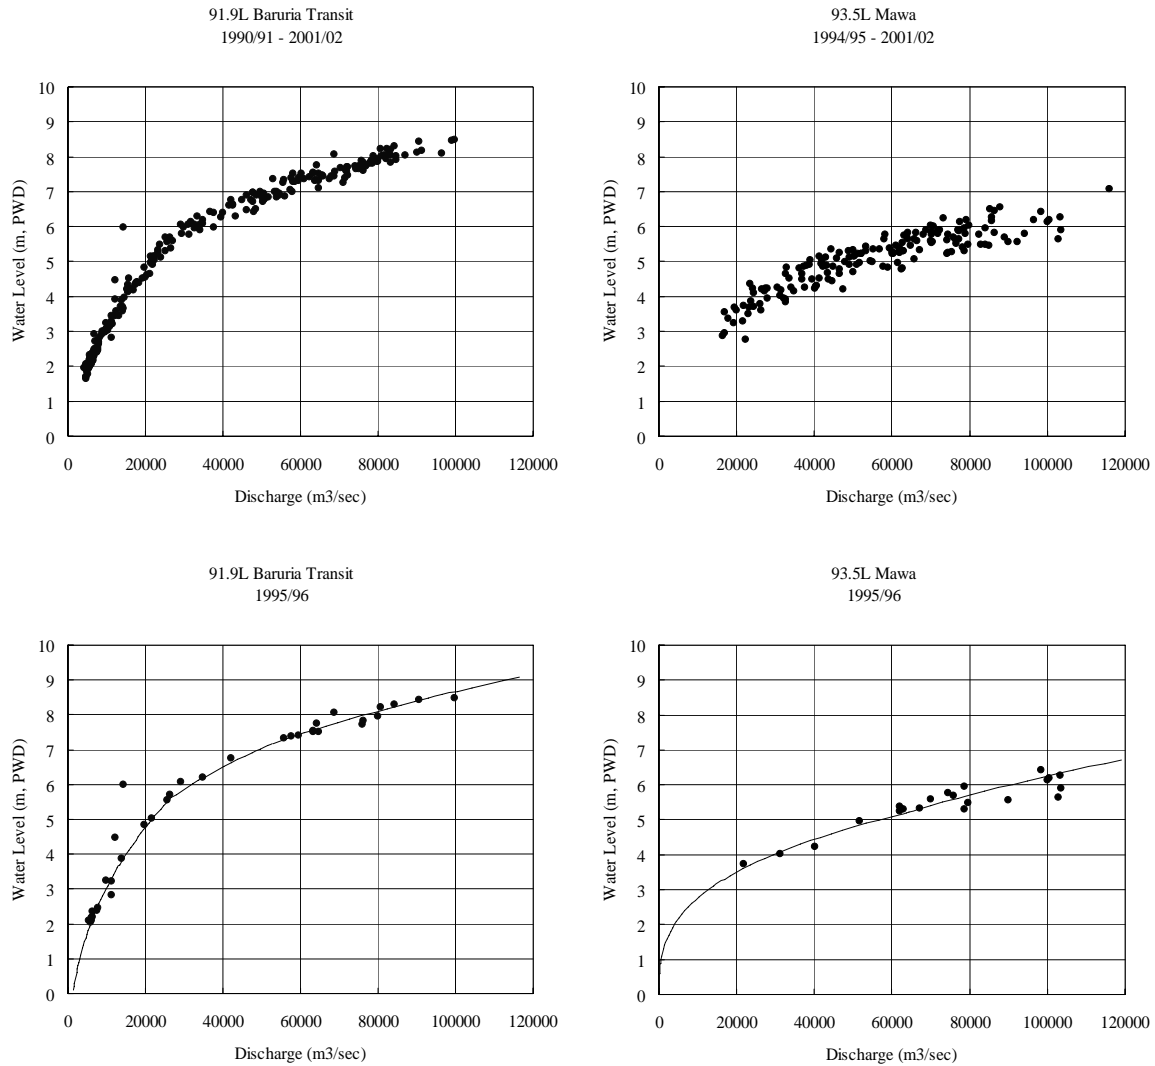 91.9L Baruria Transit
1990/91 - 2001/02
10
9
8
7
6
5
4
3
2
1
0
Water Level (m, PWD)
0 20000 40000 60000 80000 100000 120000
Discharge (m3/sec)
93.5L Mawa
1994/95 - 2001/02
10
9
8
7
6
5
4
3
2
1
0
Water Level (m, PWD)
0 20000 40000 60000 80000 100000 120000
Discharge (m3/sec)
91.9L Baruria Transit
1995/96
10
9
8
7
6
5
4
3
2
1
0
Water Level (m, PWD)
0 20000 40000 60000 80000 100000 120000
Discharge (m3/sec)
93.5L Mawa
1995/96
10
9
8
7
6
5
4
3
2
1
0
Water Level (m, PWD)
0 20000 40000 60000 80000 100000 120000
Discharge (m3/sec)